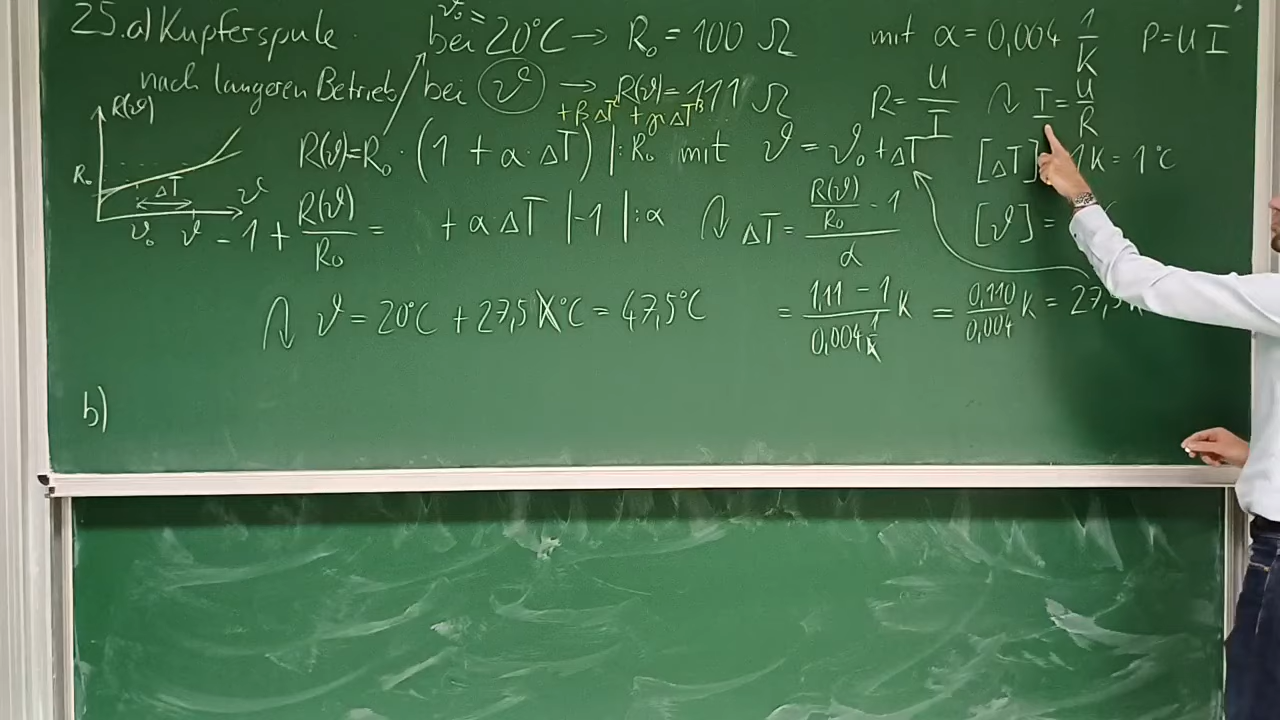 25.a) Kupferspule ϑ₀= bei 20°C → R₀ = 100 Ω mit α = 0,004 1/K P=U I
nach längeren Betrieb bei ϑ → R(ϑ)= 111 Ω R= U/I ↷ I= U/R
+ β ΔT² + γ ΔT³
R(ϑ)
R(ϑ)=R₀·(1 + α·ΔT) |:R₀ mit ϑ = ϑ₀ + ΔT [ΔT] 1K = 1°C
R₀ ΔT ϑ₀ ϑ ϑ
-1 + R(ϑ)/R₀ = + α ΔT |-1 |:α ↷ ΔT= (R(ϑ)/R₀ - 1)/α [ϑ] =
↷ ϑ = 20°C + 27,5 K°C = 47,5°C = (1,11 - 1)/(0,004 1/K) K = 0,110/0,004 K = 27,5 K
b)